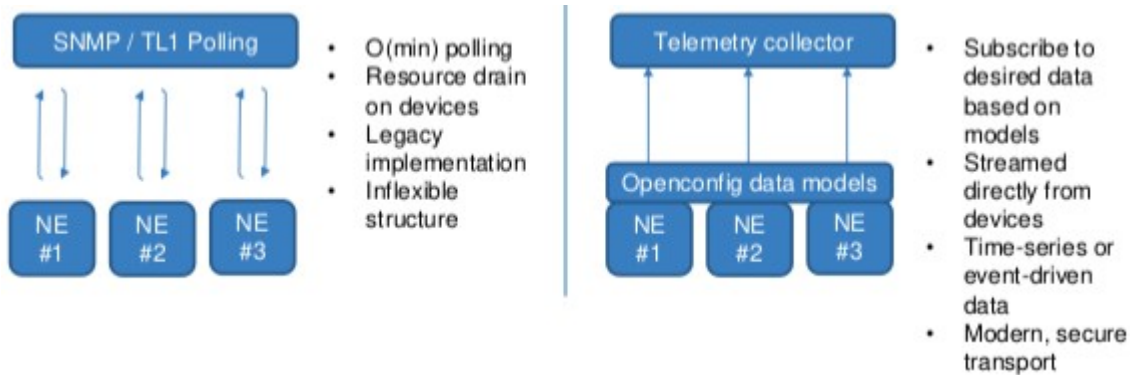 SNMP / TL1 Polling
NE
#1
NE
#2
NE
#3
• O(min) polling
• Resource drain
on devices
• Legacy
implementation
• Inflexible
structure
Telemetry collector
Openconfig data models
NE
#1
NE
#2
NE
#3
• Subscribe to
desired data
based on
models
• Streamed
directly from
devices
• Time-series or
event-driven
data
• Modern, secure
transport